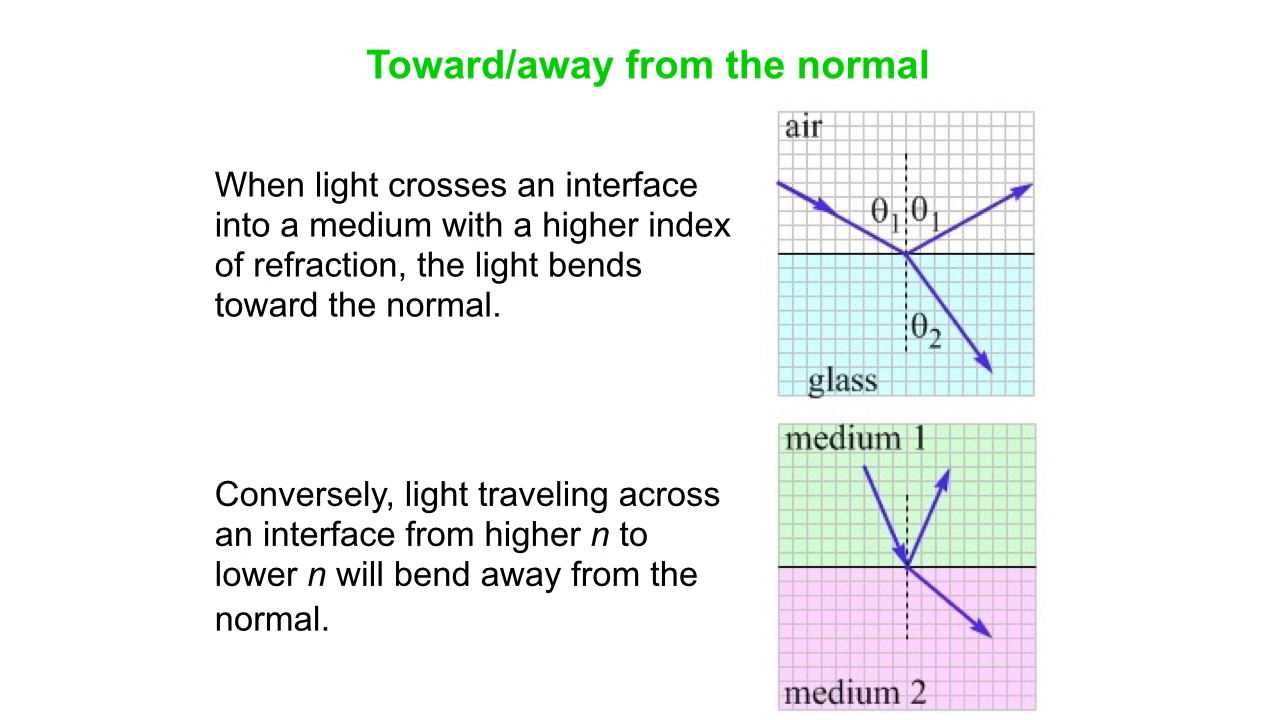 Toward/away from the normal
When light crosses an interface
into a medium with a higher index
of refraction, the light bends
toward the normal.
air
θ1 θ1
θ2
glass
Conversely, light traveling across
an interface from higher n to
lower n will bend away from the
normal.
medium 1
medium 2